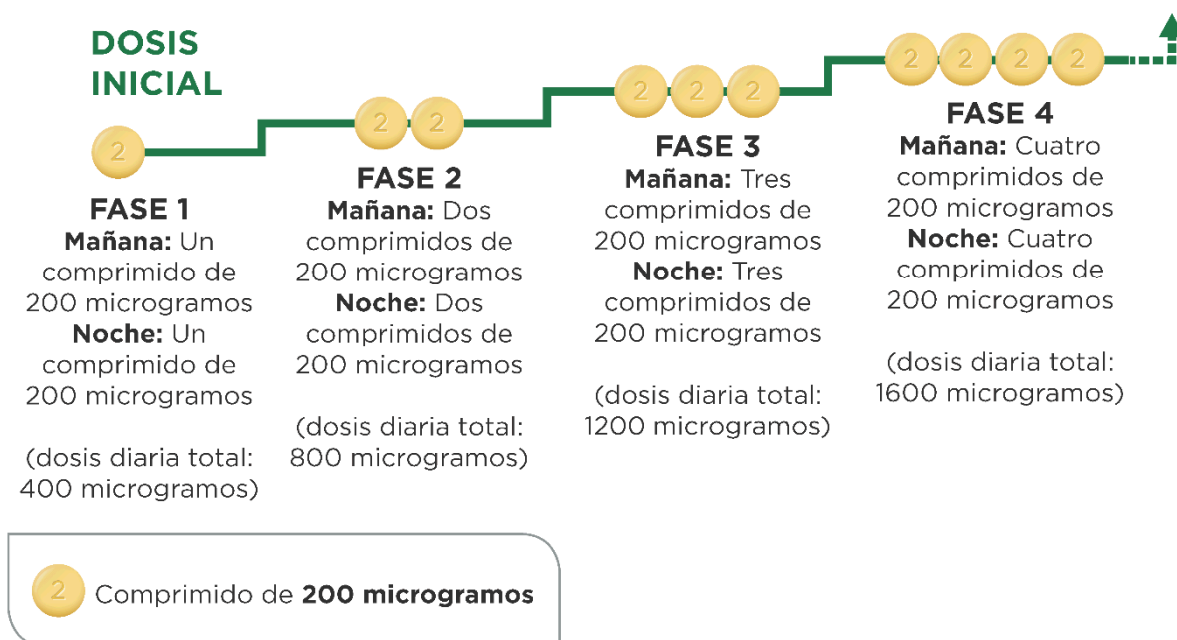 DOSIS
INICIAL
2
FASE 1
Mañana: Un
comprimido de
200 microgramos
Noche: Un
comprimido de
200 microgramos
(dosis diaria total:
400 microgramos)
2 2
FASE 2
Mañana: Dos
comprimidos de
200 microgramos
Noche: Dos
comprimidos de
200 microgramos
(dosis diaria total:
800 microgramos)
2 2 2
FASE 3
Mañana: Tres
comprimidos de
200 microgramos
Noche: Tres
comprimidos de
200 microgramos
(dosis diaria total:
1200 microgramos)
2 2 2 2
FASE 4
Mañana: Cuatro
comprimidos de
200 microgramos
Noche: Cuatro
comprimidos de
200 microgramos
(dosis diaria total:
1600 microgramos)
2 Comprimido de 200 microgramos